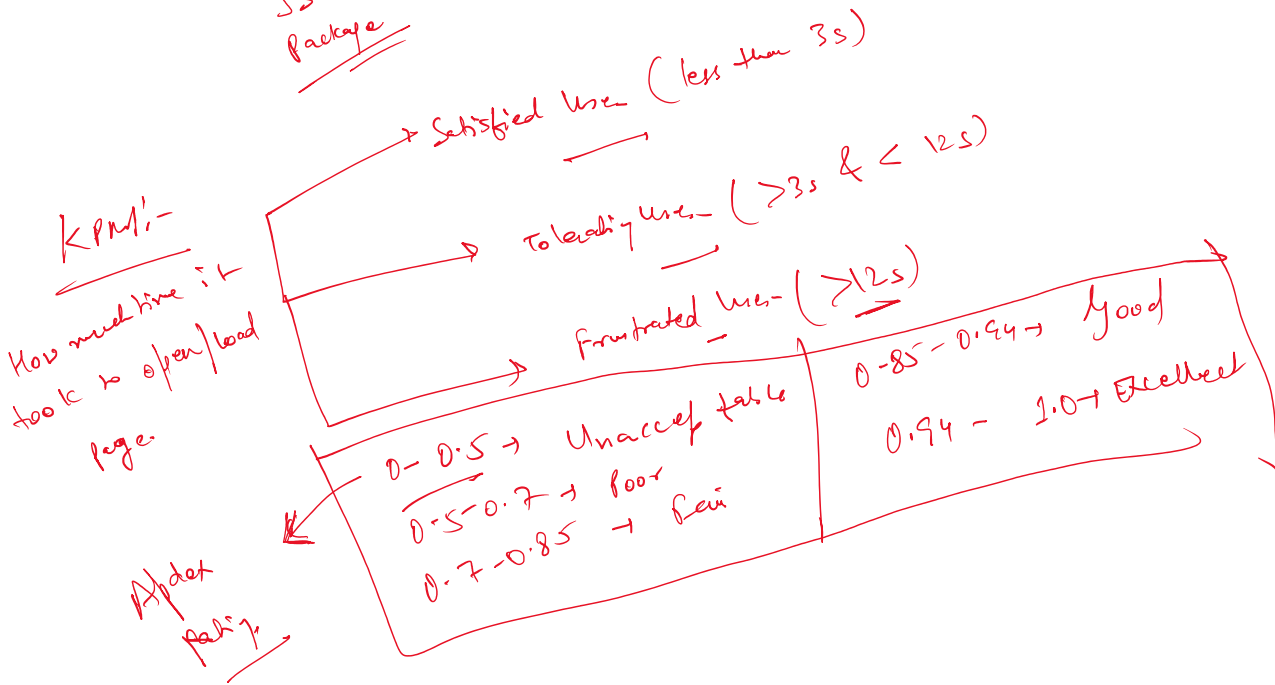 Package
Satisfied User (less than 3s)
Tolerating User (>3s & < 12s)
Frustrated User (>12s)
KPM1:-
How much time it
took to open/load
page.
0-0.5 → Unacceptable
0.5-0.7 → Poor
0.7-0.85 → Fair
0.85-0.94 → Good
0.94 - 1.0 → Excellent
Apdex
Rating.